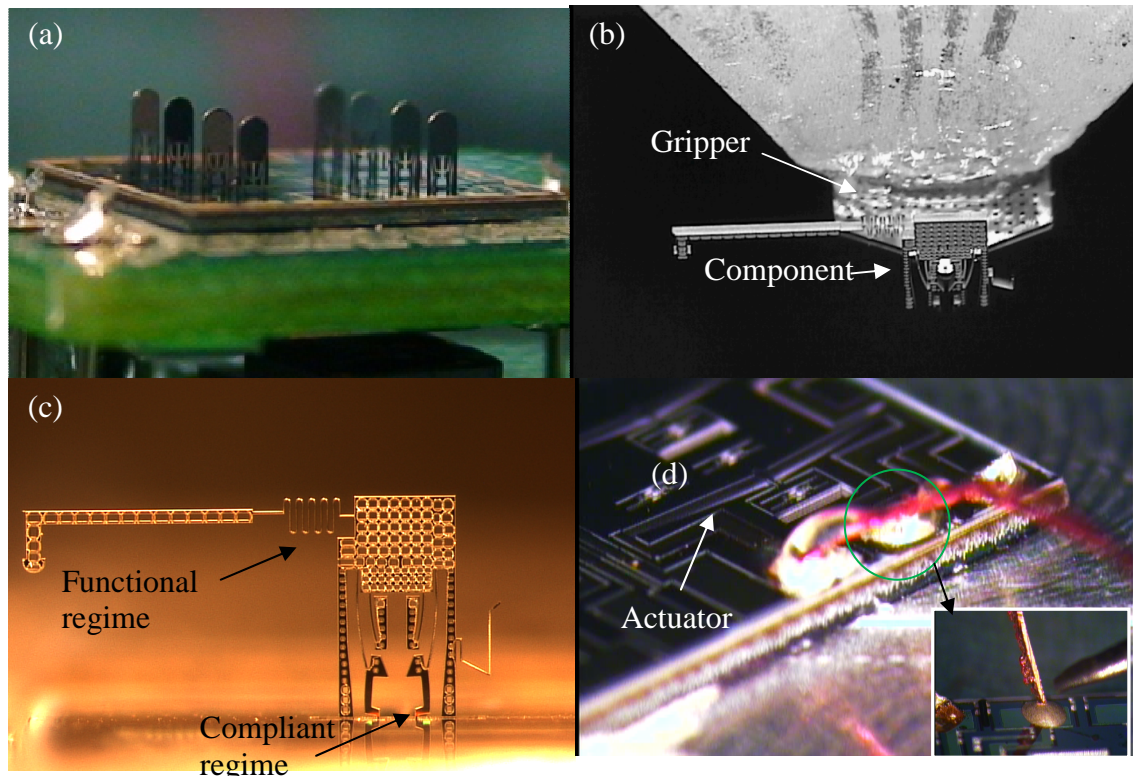 (a)
(b)
Gripper
Component
(c)
Functional
regime
Compliant
regime
(d)
Actuator